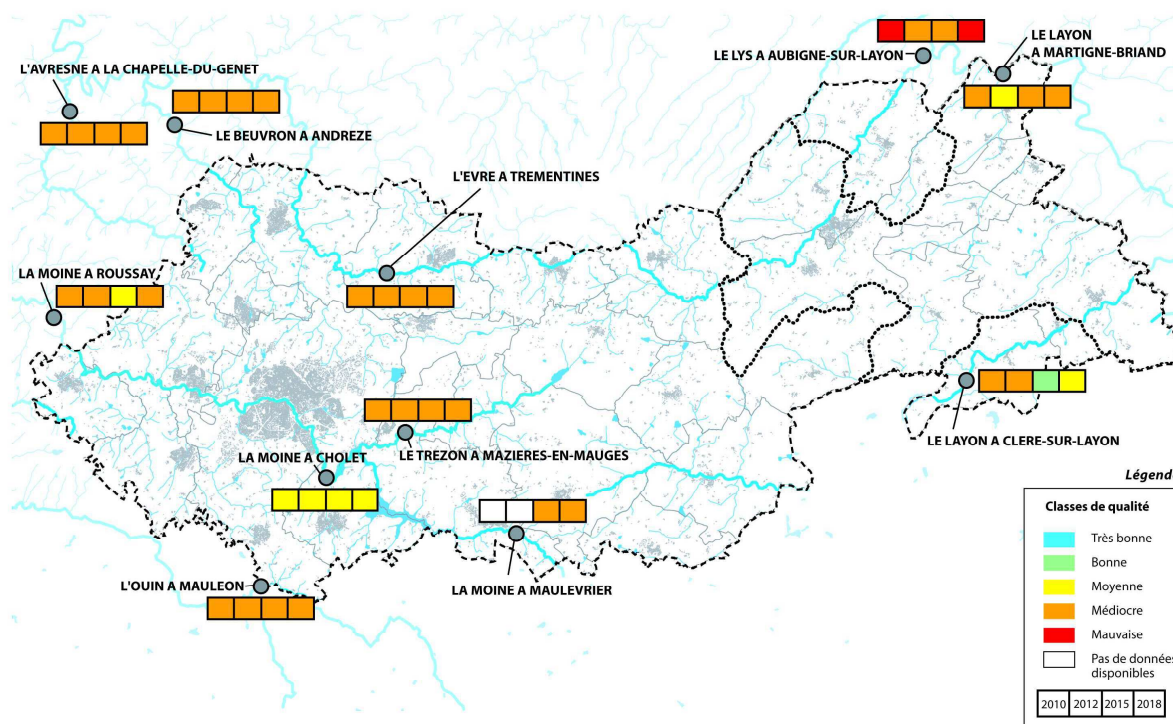 LE LYS A AUBIGNE-SUR-LAYON
LE LAYON
A MARTIGNE-BRIAND
L'AVRESNE A LA CHAPELLE-DU-GENET
LE BEUVRON A ANDREZE
L'EVRE A TREMENTINES
LA MOINE A ROUSSAY
LE LAYON A CLERE-SUR-LAYON
LE TREZON A MAZIERES-EN-MAUGES
LA MOINE A CHOLET
L'OUIN A MAULEON
LA MOINE A MAULEVRIER
Légend
Classes de qualité
Très bonne
Bonne
Moyenne
Médiocre
Mauvaise
Pas de données
disponibles
2010 2012 2015 2018